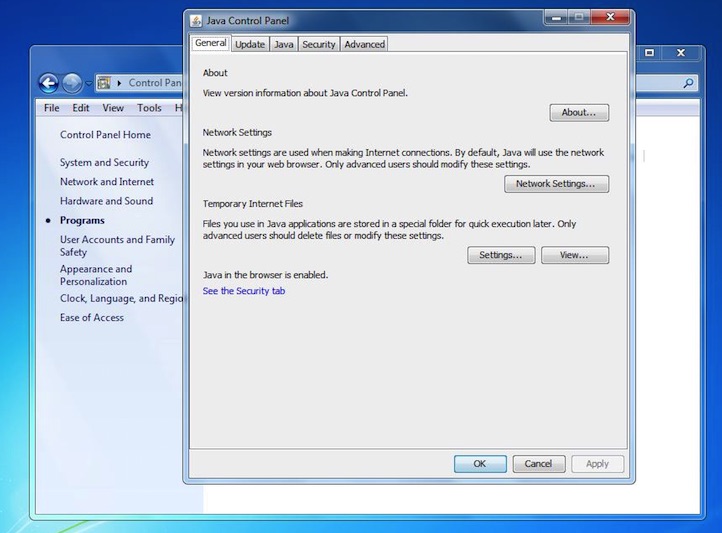 Java Control Panel
General Update Java Security Advanced
Control Pan
File Edit View Tools H
About
View version information about Java Control Panel.
About...
Network Settings
Network settings are used when making Internet connections. By default, Java will use the network
settings in your web browser. Only advanced users should modify these settings.
Network Settings...
Temporary Internet Files
Files you use in Java applications are stored in a special folder for quick execution later. Only
advanced users should delete files or modify these settings.
Settings... View...
Java in the browser is enabled.
See the Security tab
OK Cancel Apply
Control Panel Home
System and Security
Network and Internet
Hardware and Sound
Programs
User Accounts and Family
Safety
Appearance and
Personalization
Clock, Language, and Regio
Ease of Access